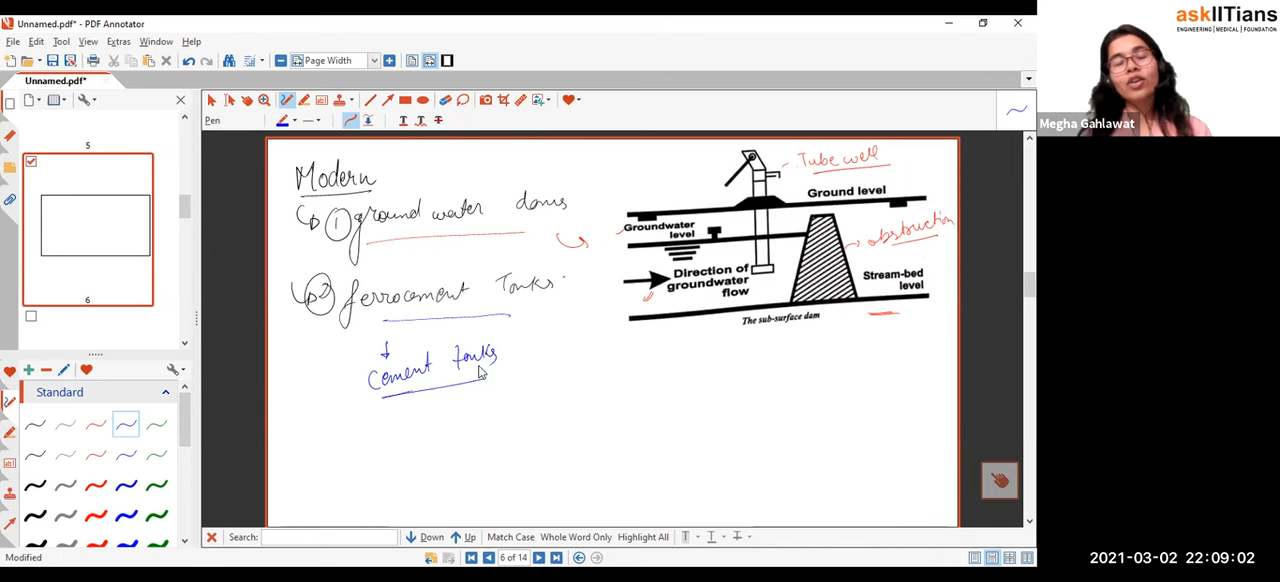 Unnamed.pdf* - PDF Annotator
File Edit Tool View Extras Window Help
Page Width
Unnamed.pdf*
Pen
5
6
Standard
Modern
① ground water dams
② ferrocement Tanks
cement tanks
Tube well
Ground level
Groundwater
level
obstruction
Direction of
groundwater
flow
Stream-bed
level
The sub-surface dam
Search: Down Up Match Case Whole Word Only Highlight All
Modified
6 of 14
askIITians
ENGINEERING | MEDICAL | FOUNDATION
Megha Gahlawat
2021-03-02 22:09:02